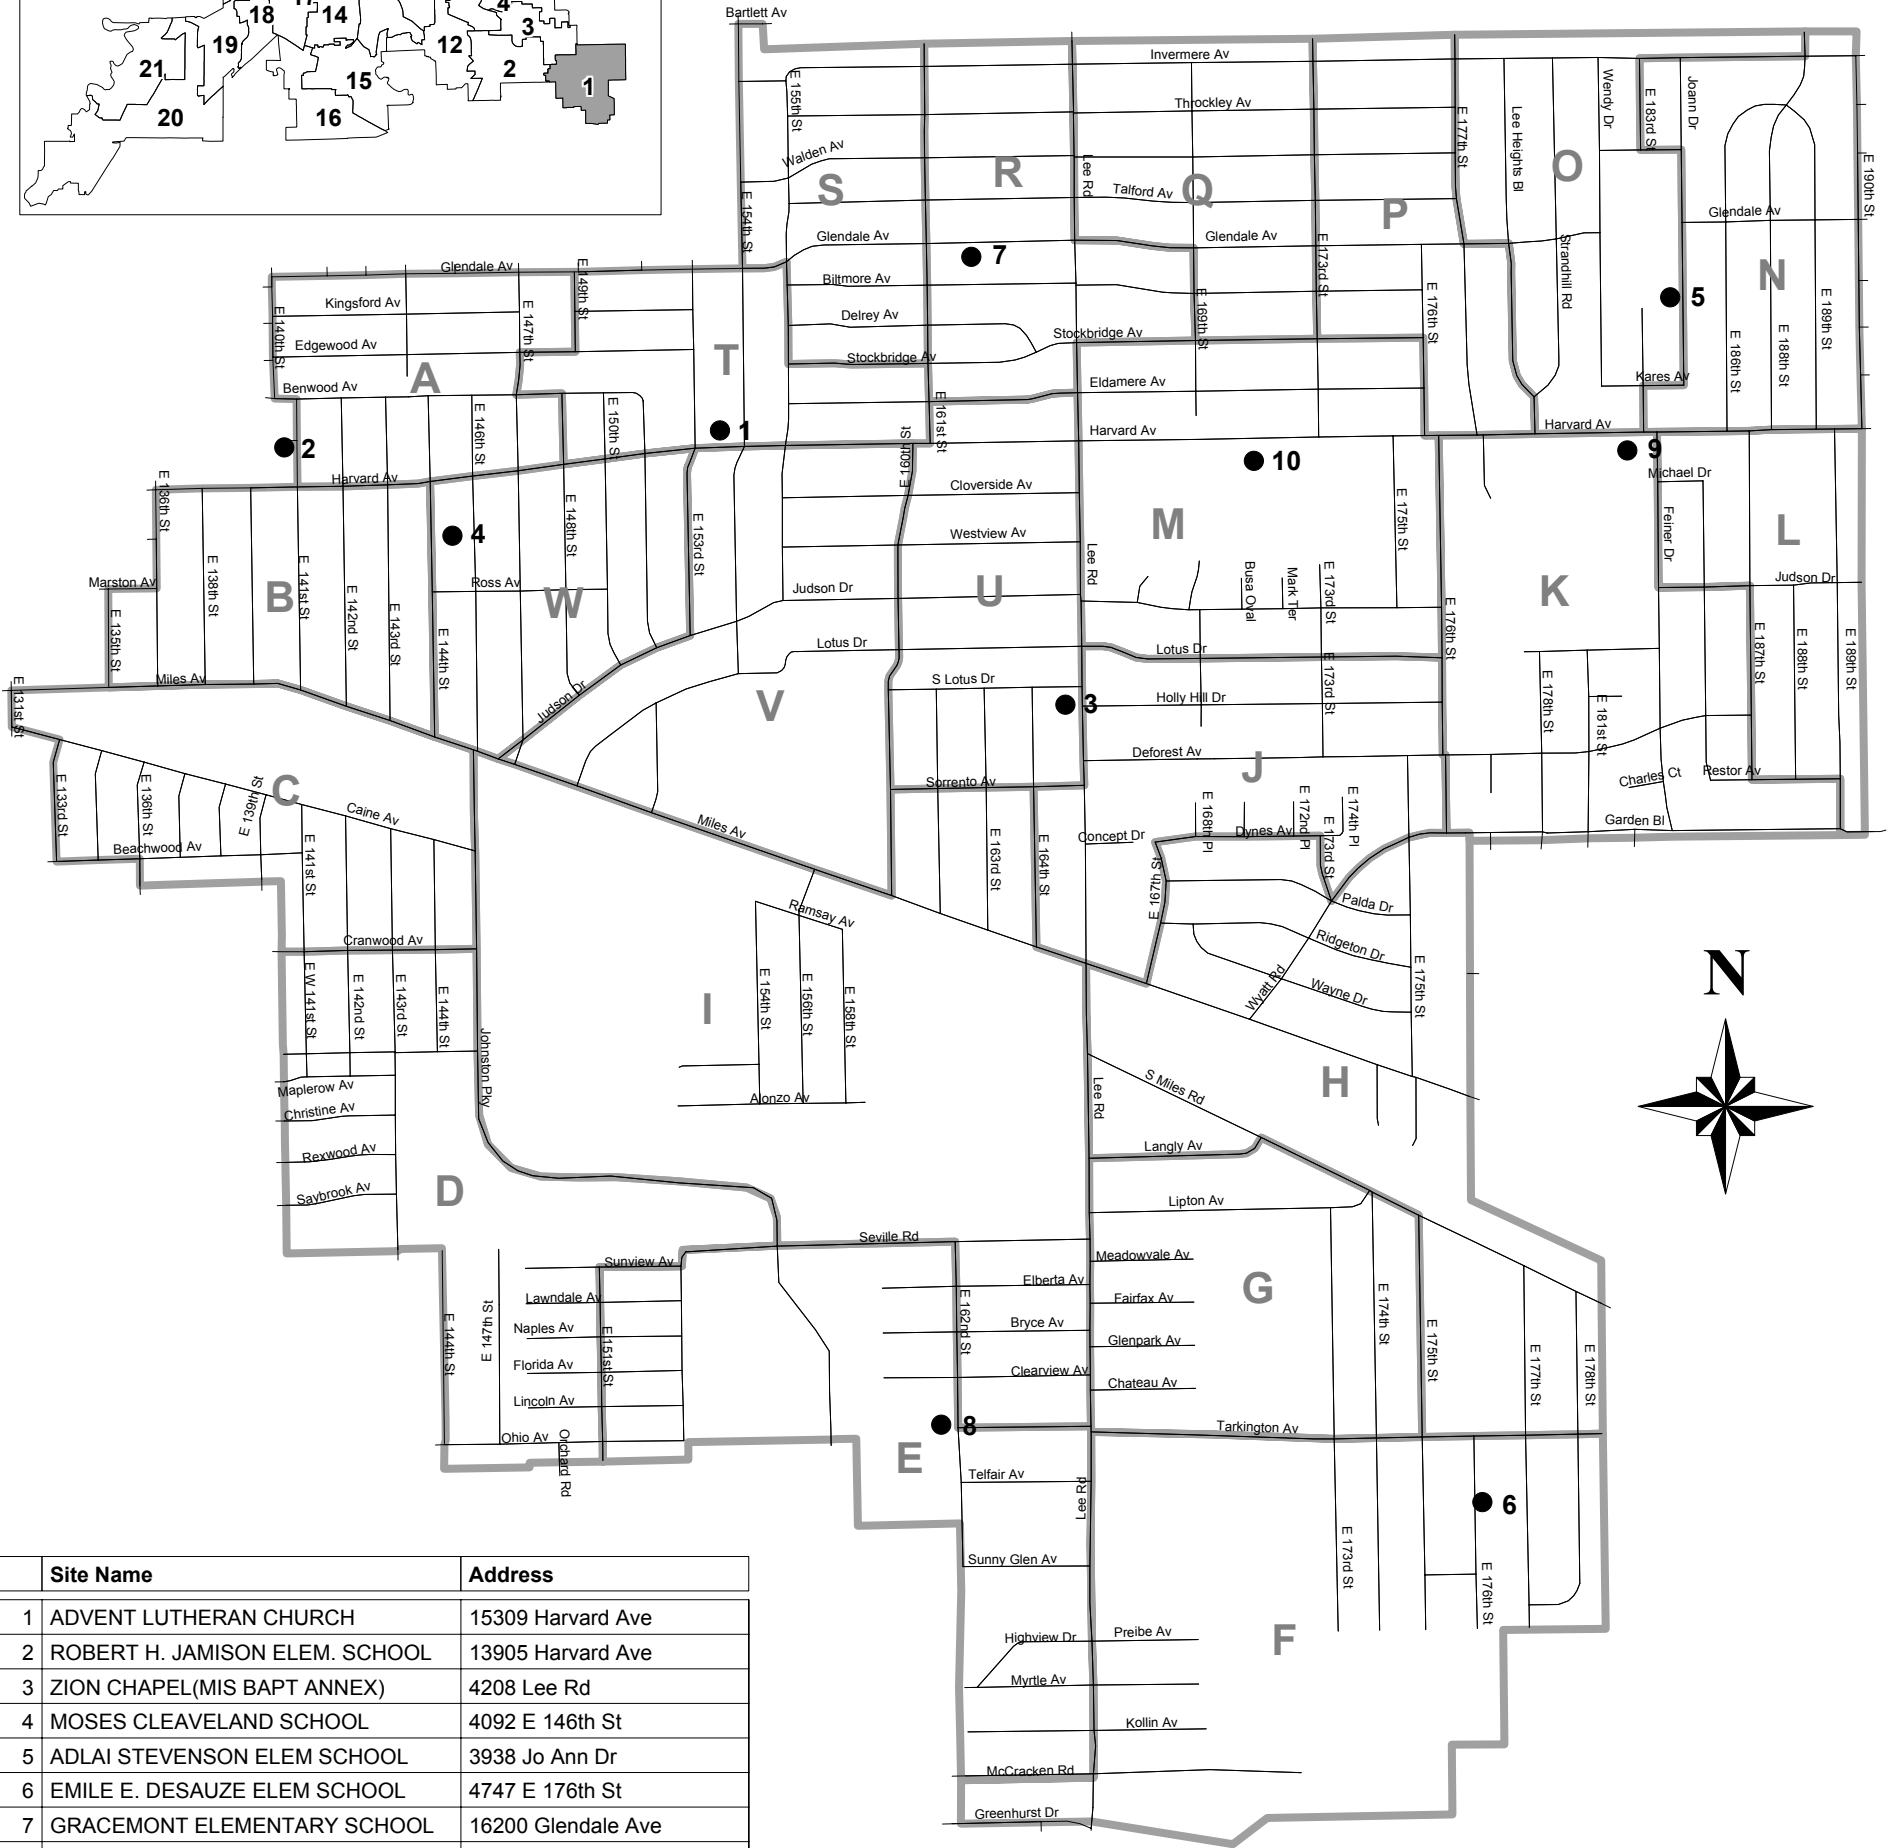 4
17
18
14
3
19
12
21
2
15
1
20
16
Bartlett Av
Invermere Av
E 155th St
Throckley Av
E 177th St
Lee Heights Bl
Wendy Dr
E 183rd St
Joann Dr
Walden Av
S
R
Lee Rd
Q
O
E 190th St
Talford Av
P
E 154th St
Glendale Av
Glendale Av
Glendale Av
7
Strandhill Rd
E 173rd St
N
Glendale Av
E 149th St
Biltmore Av
5
Kingsford Av
E 140th St
E 147th St
E 169th St
E 176th St
E 189th St
Delrey Av
Edgewood Av
Stockbridge Av
Stockbridge Av
E 186th St
E 188th St
T
A
Benwood Av
Eldamere Av
Kares Av
E 146th St
E 150th St
E 161st St
1
2
E 160th St
Harvard Av
Harvard Av
9
10
Michael Dr
Harvard Av
E 136th St
Cloverside Av
E 148th St
E 175th St
Feiner Dr
M
L
4
E 153rd St
Westview Av
Lee Rd
Marston Av
E 138th St
B
E 141st St
E 142nd St
E 143rd St
Ross Av
W
Judson Dr
U
Busa Oval
Mark Tier
E 173rd St
K
Judson Dr
E 135th St
E 144th St
E 176th St
E 187th St
E 188th St
E 189th St
Lotus Dr
Lotus Dr
Miles Av
E 131st St
S Lotus Dr
E 173rd St
E 178th St
Judson Dr
V
3
Holly Hill Dr
E 181st St
Deforest Av
J
C
E 133rd St
E 136th St
E 139th St
Sorrento Av
Charles Ct
Restor Av
Caine Av
Miles Av
E 168th Pl
E 172nd Pl
E 174th Pl
Garden Bl
Concept Dr
Dynes Av
E 173rd St
Beachwood Av
E 141st St
E 163rd St
E 164th St
E 167th St
Palda Dr
Ramsay Av
Cranwood Av
Ridgeton Dr
N
E W 141st St
E 142nd St
E 143rd St
E 144th St
E 154th St
E 156th St
E 158th St
Wyatt Rd
Wayne Dr
E 175th St
I
Johnston Pky
H
Maplerow Av
S Miles Rd
Lee Rd
Alonzo Av
Christine Av
Langly Av
Rexwood Av
D
Saybrook Av
Lipton Av
Seville Rd
Sunview Av
Meadowvale Av
Elberta Av
G
Lawndale Av
Fairfax Av
E 144th St
E 147th St
Naples Av
E 151st St
E 162nd St
Bryce Av
Glenpark Av
E 174th St
E 175th St
E 177th St
E 178th St
Florida Av
Clearview Av
Chateau Av
Lincoln Av
8
Tarkington Av
Ohio Av
Orchard Rd
E
Telfair Av
Lee Rd
6
Sunny Glen Av
E 173rd St
E 176th St
Highview Dr
Preibe Av
F
Myrtle Av
Kollin Av
McCracken Rd
Greenhurst Dr
Site Name Address
1 ADVENT LUTHERAN CHURCH 15309 Harvard Ave
2 ROBERT H. JAMISON ELEM. SCHOOL 13905 Harvard Ave
3 ZION CHAPEL(MIS BAPT ANNEX) 4208 Lee Rd
4 MOSES CLEAVELAND SCHOOL 4092 E 146th St
5 ADLAI STEVENSON ELEM SCHOOL 3938 Jo Ann Dr
6 EMILE E. DESAUZE ELEM SCHOOL 4747 E 176th St
7 GRACEMONT ELEMENTARY SCHOOL 16200 Glendale Ave